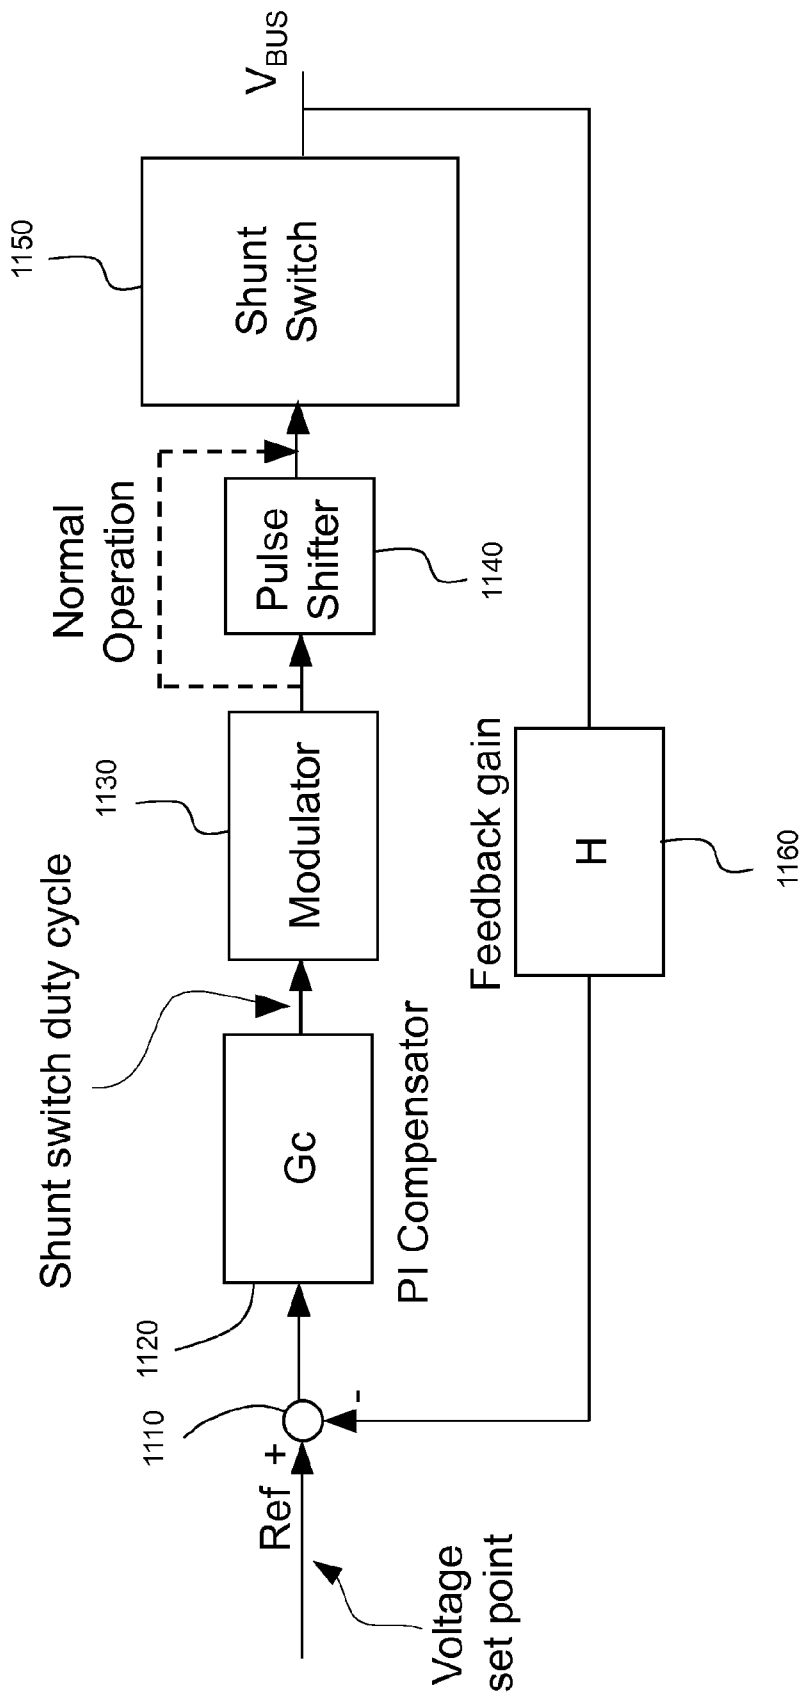 Voltage
set point
Ref
+
-
1110
1120
Gc
PI Compensator
Shunt switch duty cycle
1130
Modulator
Normal
Operation
Pulse
Shifter
1140
1150
Shunt
Switch
VBUS
Feedback gain
H
1160